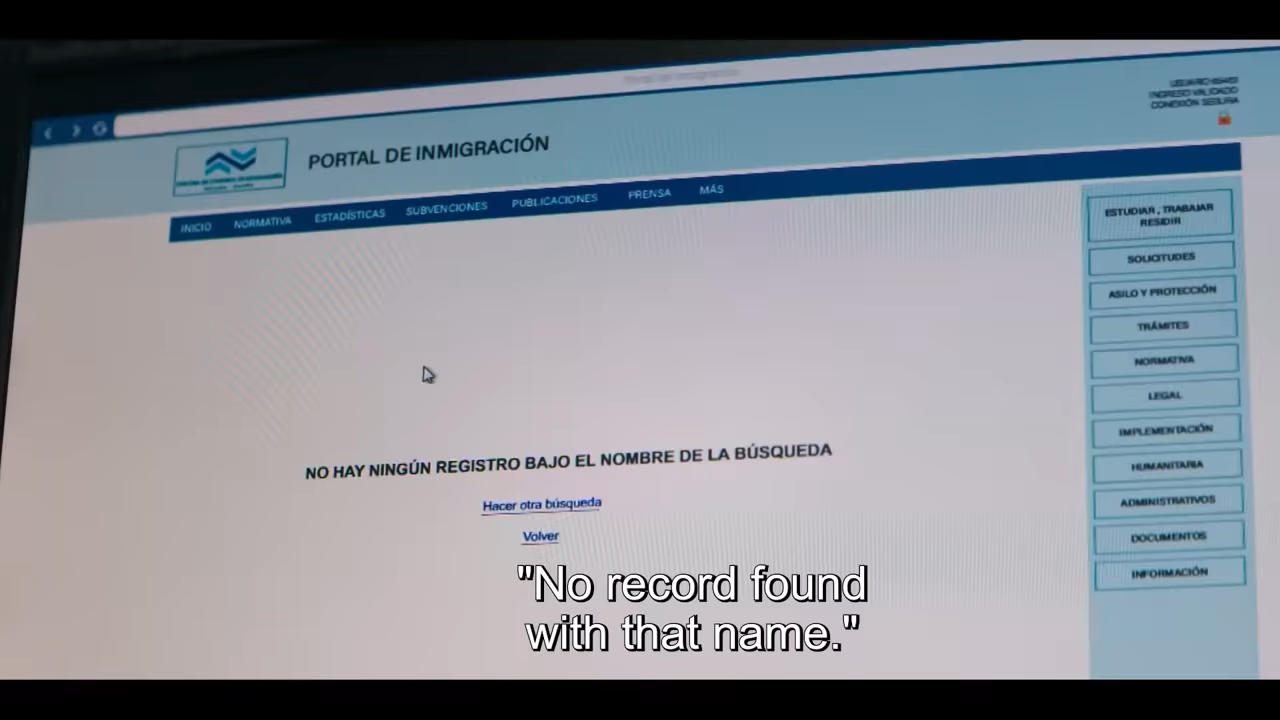 PORTAL DE INMIGRACIÓN
INGRESO VALIDADO
CONEXIÓN SEGURA
INICIO
NORMATIVA
ESTADÍSTICAS
SUBVENCIONES
PUBLICACIONES
PRENSA
MÁS
ESTUDIAR , TRABAJAR
RESIDIR
SOLICITUDES
ASILO Y PROTECCIÓN
TRÁMITES
NORMATIVA
LEGAL
IMPLEMENTACIÓN
HUMANITARIA
ADMINISTRATIVOS
DOCUMENTOS
INFORMACIÓN
NO HAY NINGÚN REGISTRO BAJO EL NOMBRE DE LA BÚSQUEDA
Hacer otra búsqueda
Volver
"No record found
with that name."